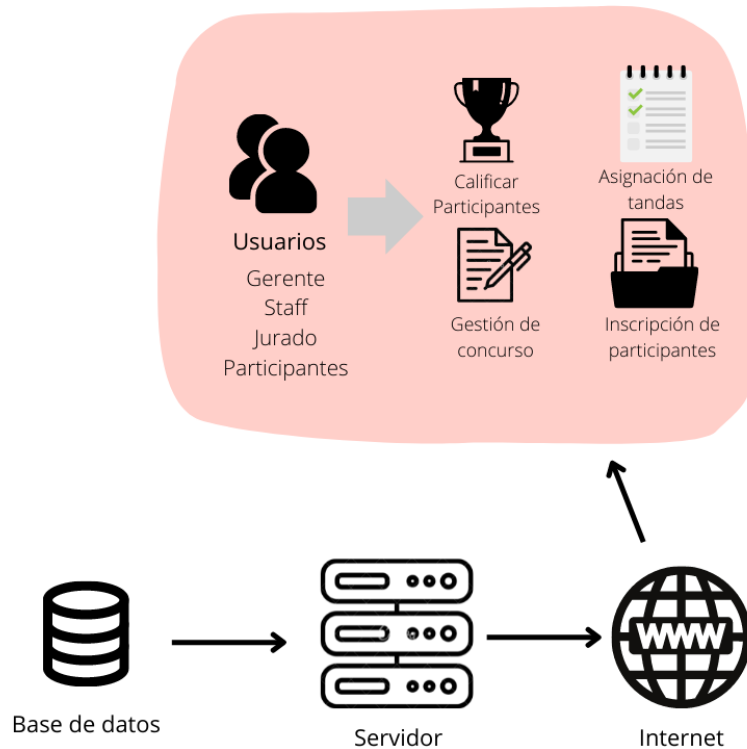 Calificar
Participantes
Asignación de
tandas
Usuarios
Gerente
Staff
Jurado
Participantes
Gestión de
concurso
Inscripción de
participantes
WWW
Base de datos
Servidor
Internet